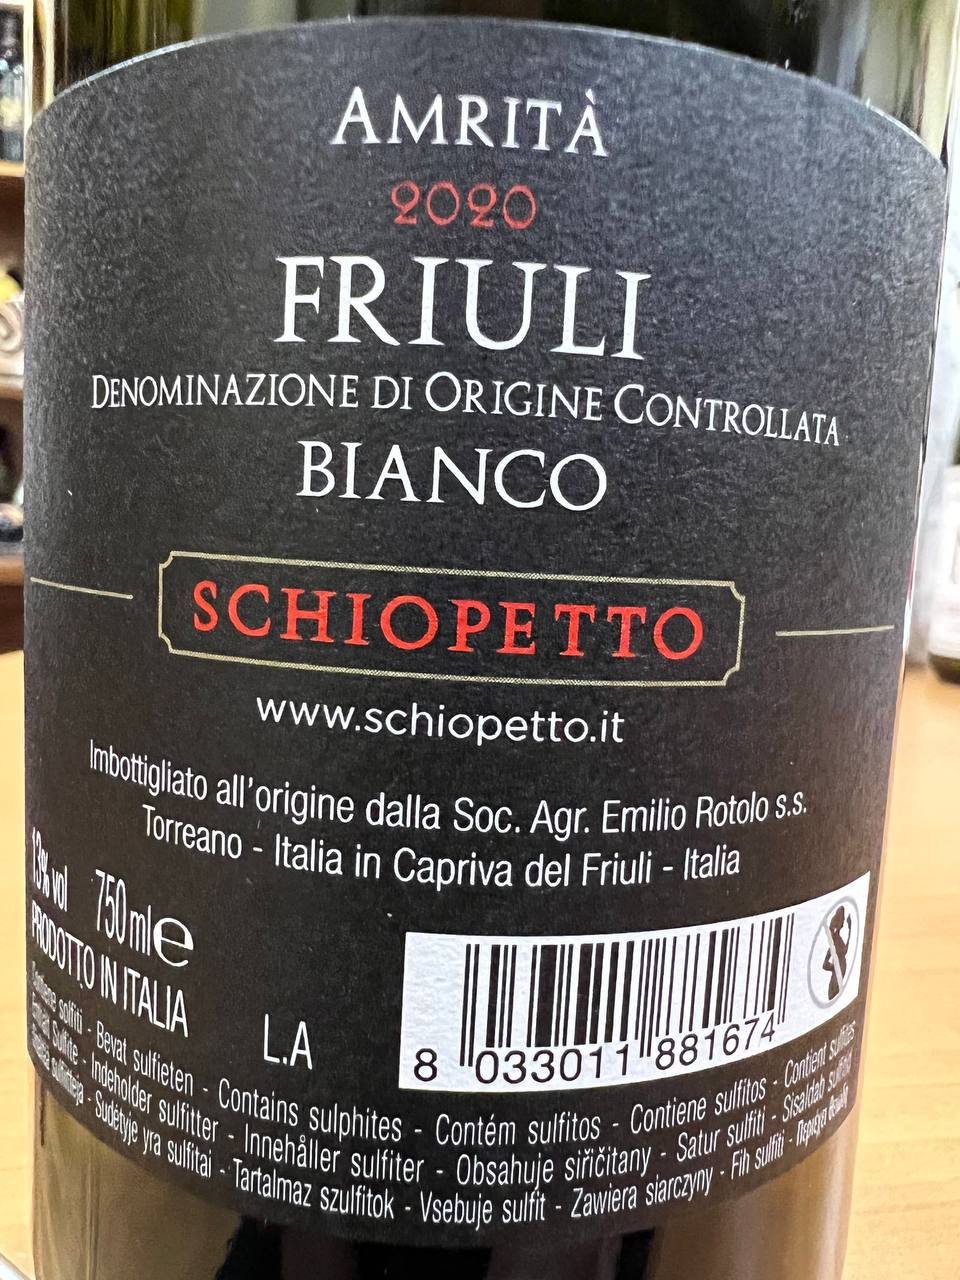 AMRITÀ
2020
FRIULI
DENOMINAZIONE DI ORIGINE CONTROLLATA
BIANCO
SCHIOPETTO
www.schiopetto.it
Imbottigliato all'origine dalla Soc. Agr. Emilio Rotolo s.s.
Torreano - Italia in Capriva del Friuli - Italia
13% vol 750 ml e
PRODOTTO IN ITALIA
L.A
8 033011 881674
solfiti - Bevat sulfieten - Contains sulphites - Contém sulfitos - Contiene sulfitos - Contient sulfites
Sulfite - Indeholder sulfitter - Innehåller sulfiter - Obsahuje siřičitany - Satur sulfīti - Sisaldab
- Sudėtyje yra sulfitai - Tartalmaz szulfitok - Vsebuje sulfit - Zawiera siarczyny - Fih sulfiti - Περιέχει